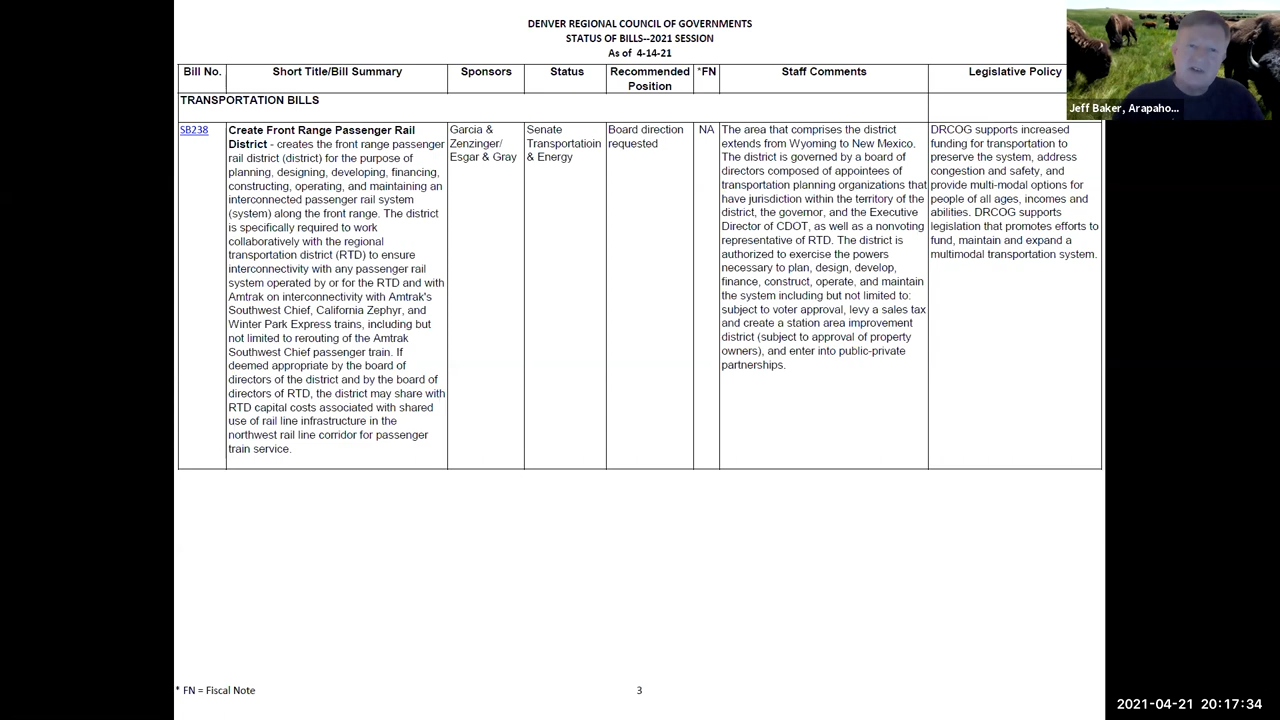 DENVER REGIONAL COUNCIL OF GOVERNMENTS
STATUS OF BILLS--2021 SESSION
As of 4-14-21
Bill No.
Short Title/Bill Summary
Sponsors
Status
Recommended
Position
*FN
Staff Comments
Legislative Policy
TRANSPORTATION BILLS
SB238
Create Front Range Passenger Rail
District - creates the front range passenger
rail district (district) for the purpose of
planning, designing, developing, financing,
constructing, operating, and maintaining an
interconnected passenger rail system
(system) along the front range. The district
is specifically required to work
collaboratively with the regional
transportation district (RTD) to ensure
interconnectivity with any passenger rail
system operated by or for the RTD and with
Amtrak on interconnectivity with Amtrak's
Southwest Chief, California Zephyr, and
Winter Park Express trains, including but
not limited to rerouting of the Amtrak
Southwest Chief passenger train. If
deemed appropriate by the board of
directors of the district and by the board of
directors of RTD, the district may share with
RTD capital costs associated with shared
use of rail line infrastructure in the
northwest rail line corridor for passenger
train service.
Garcia &
Zenzinger/
Esgar & Gray
Senate
Transportatioin
& Energy
Board direction
requested
NA
The area that comprises the district
extends from Wyoming to New Mexico.
The district is governed by a board of
directors composed of appointees of
transportation planning organizations that
have jurisdiction within the territory of the
district, the governor, and the Executive
Director of CDOT, as well as a nonvoting
representative of RTD. The district is
authorized to exercise the powers
necessary to plan, design, develop,
finance, construct, operate, and maintain
the system including but not limited to:
subject to voter approval, levy a sales tax
and create a station area improvement
district (subject to approval of property
owners), and enter into public-private
partnerships.
DRCOG supports increased
funding for transportation to
preserve the system, address
congestion and safety, and
provide multi-modal options for
people of all ages, incomes and
abilities. DRCOG supports
legislation that promotes efforts to
fund, maintain and expand a
multimodal transportation system.
* FN = Fiscal Note
3
Jeff Baker, Arapaho...
2021-04-21 20:17:34